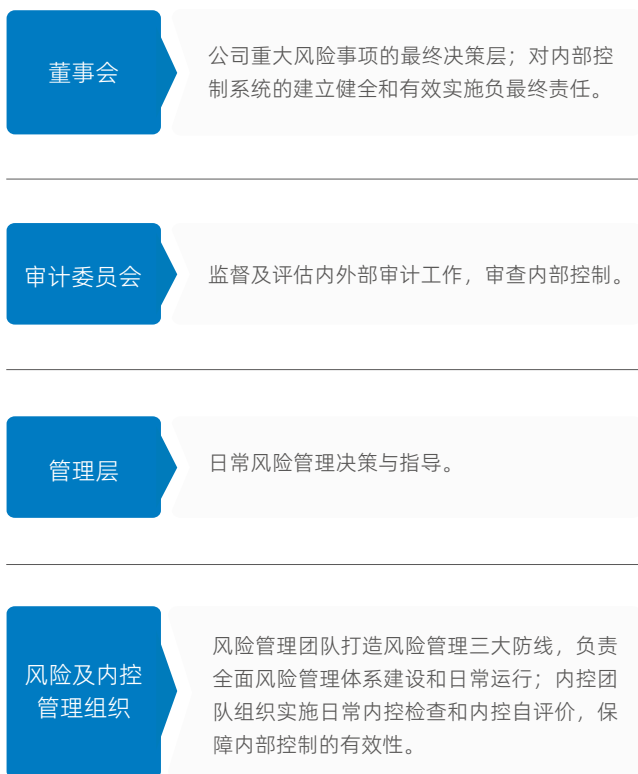 董事会
公司重大风险事项的最终决策层；对内部控
制系统的建立健全和有效实施负最终责任。
审计委员会
监督及评估内外部审计工作，审查内部控制。
管理层
日常风险管理决策与指导。
风险及内控
管理组织
风险管理团队打造风险管理三大防线，负责
全面风险管理体系建设和日常运行；内控团
队组织实施日常内控检查和内控自评价，保
障内部控制的有效性。